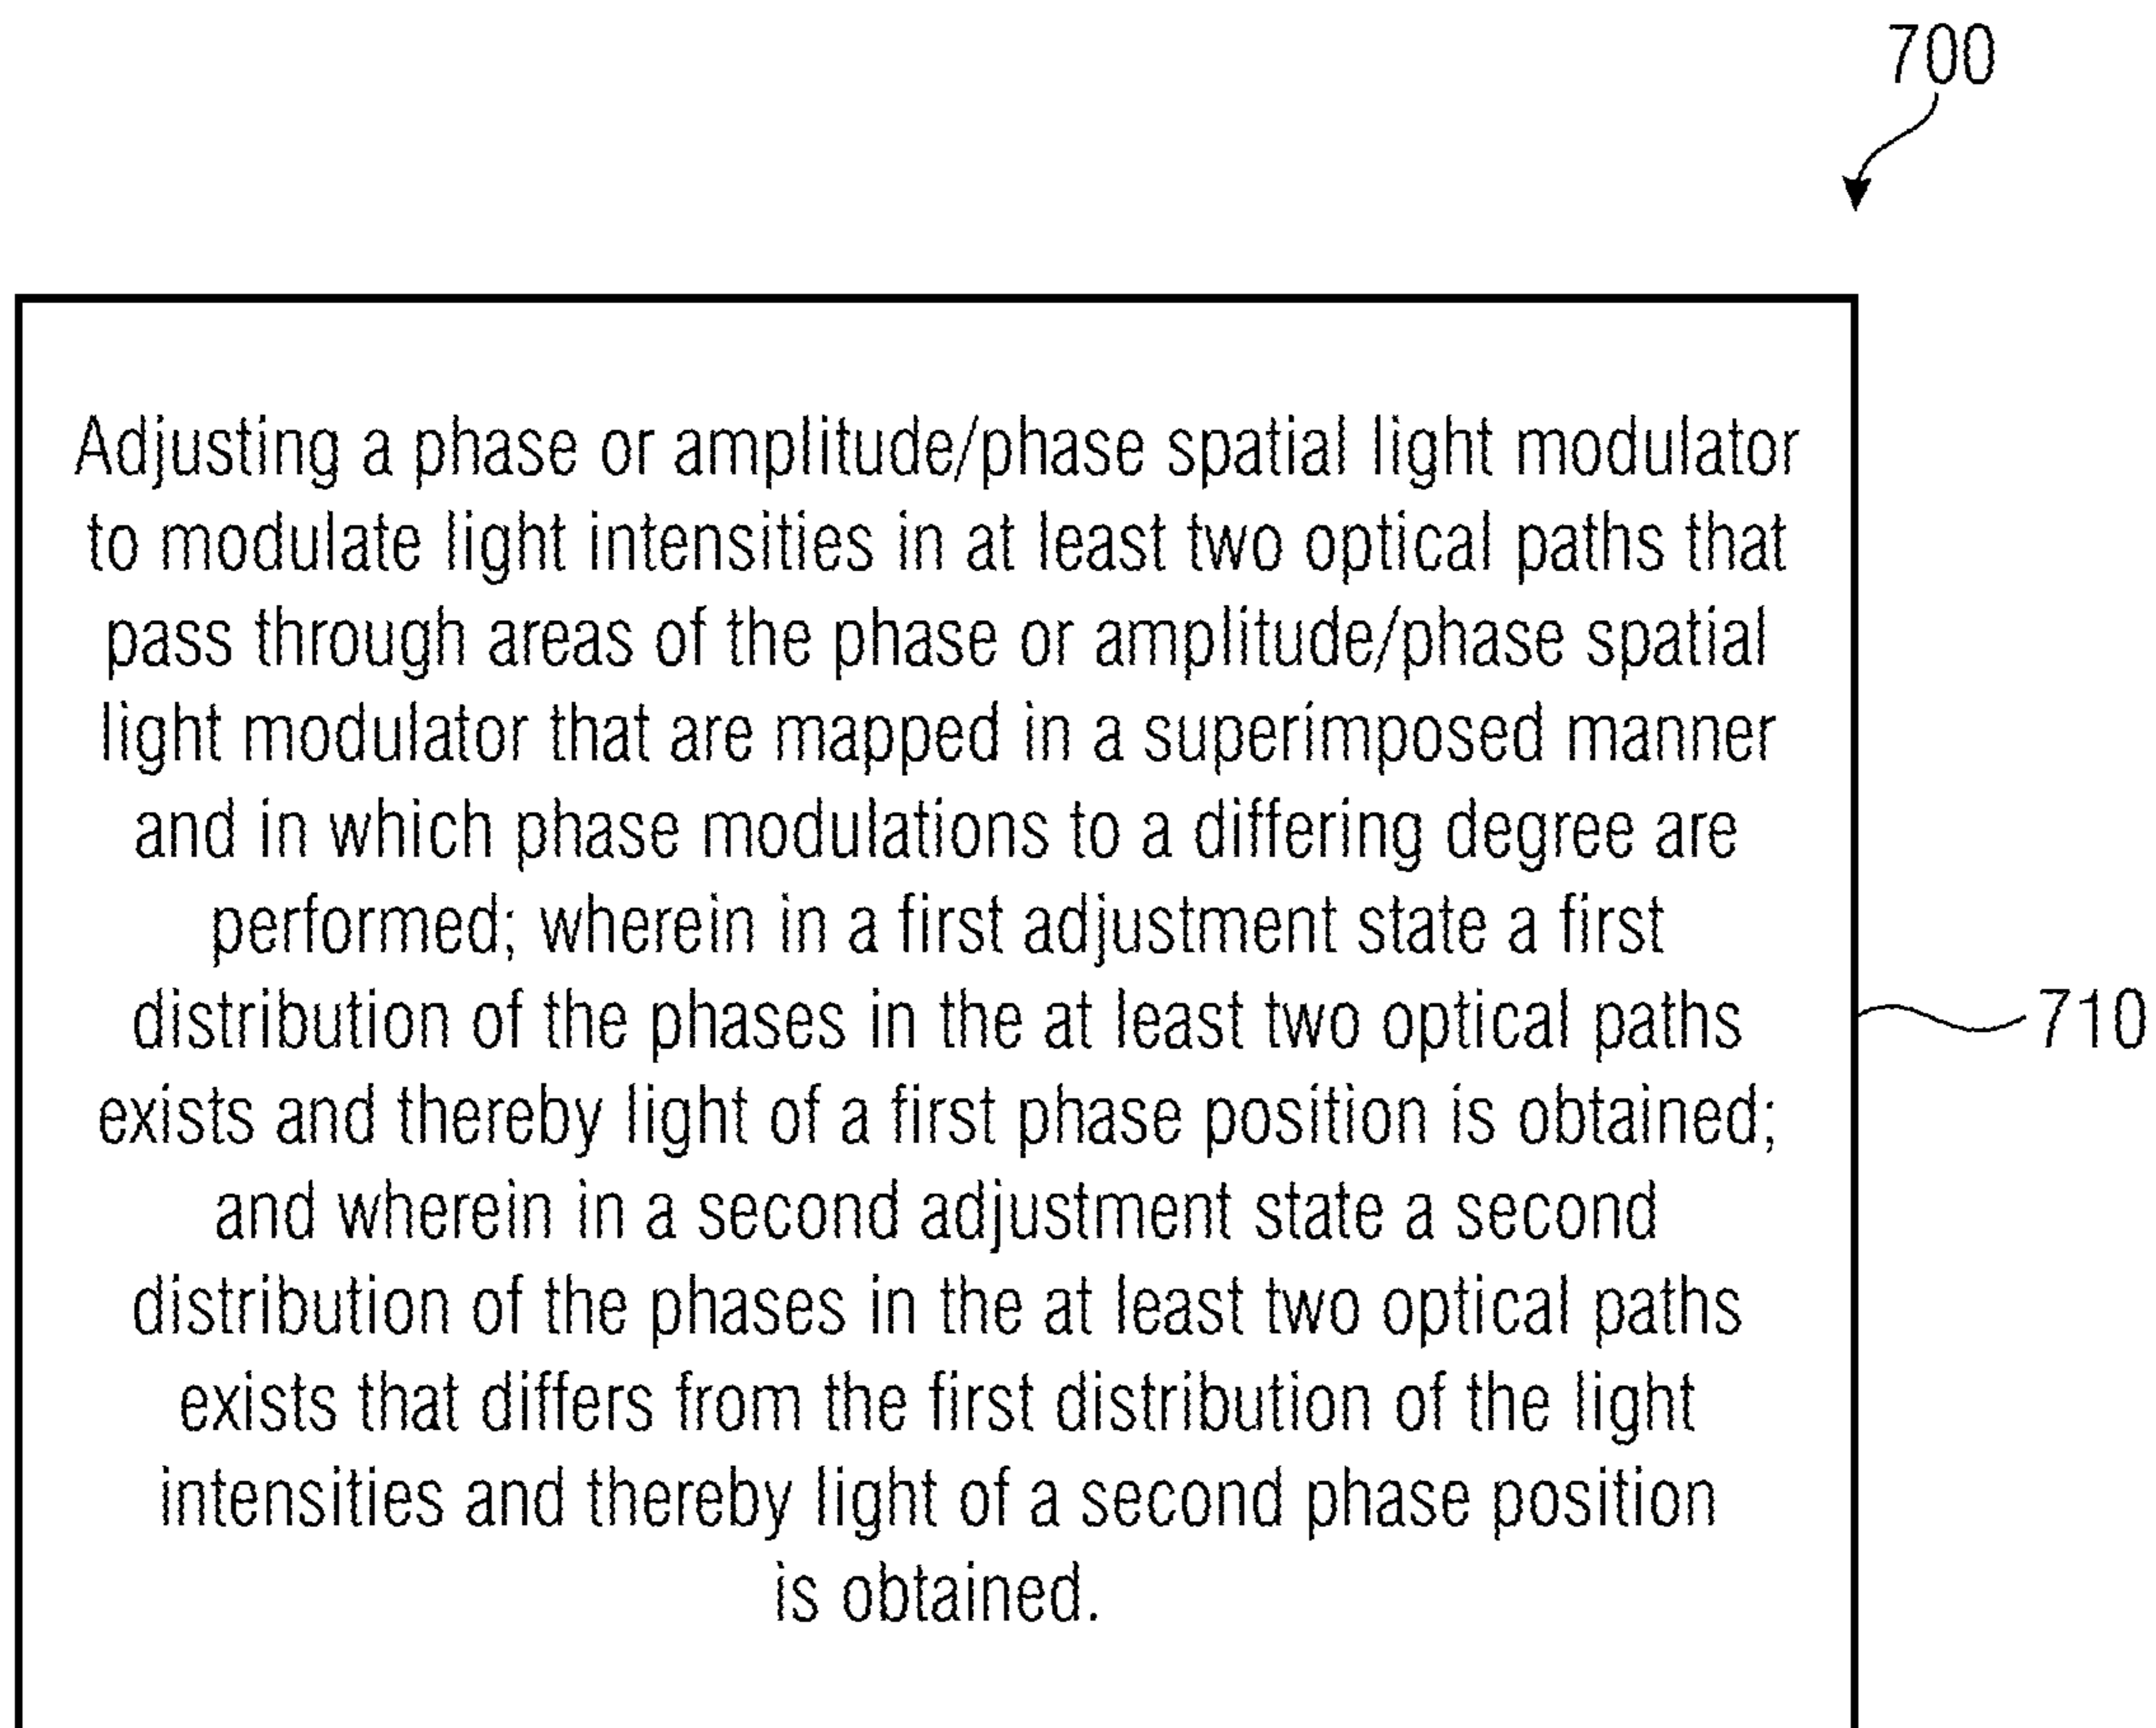 700
Adjusting a phase or amplitude/phase spatial light modulator
to modulate light intensities in at least two optical paths that
pass through areas of the phase or amplitude/phase spatial
light modulator that are mapped in a superimposed manner
and in which phase modulations to a differing degree are
performed; wherein in a first adjustment state a first
distribution of the phases in the at least two optical paths
exists and thereby light of a first phase position is obtained;
and wherein in a second adjustment state a second
distribution of the phases in the at least two optical paths
exists that differs from the first distribution of the light
intensities and thereby light of a second phase position
is obtained.
710